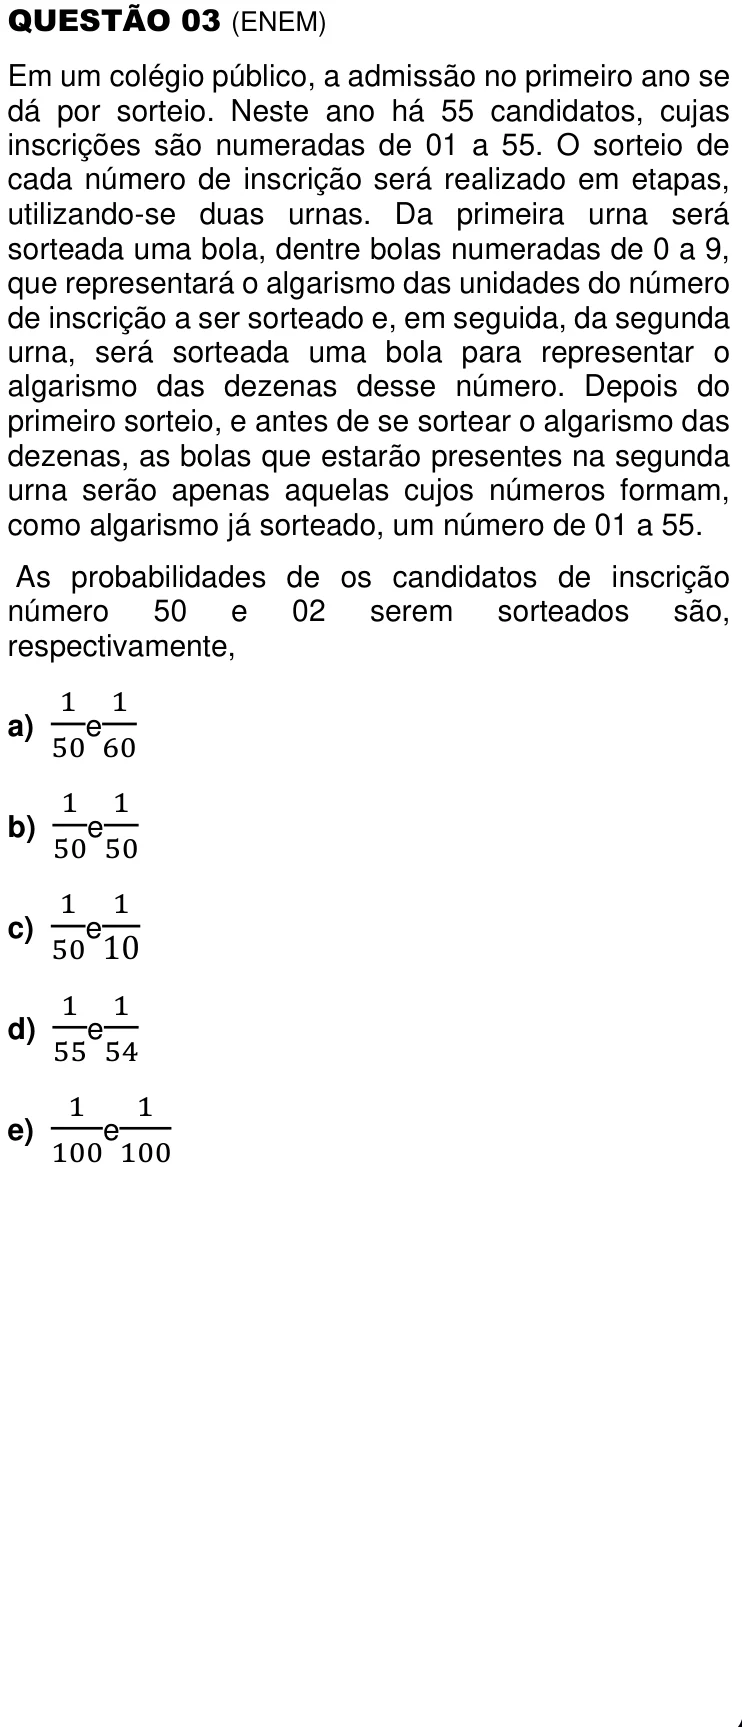 QUESTÃO 03 (ENEM)
Em um colégio público, a admissão no primeiro ano se
dá por sorteio. Neste ano há 55 candidatos, cujas
inscrições são numeradas de 01 a 55. O sorteio de
cada número de inscrição será realizado em etapas,
utilizando-se duas urnas. Da primeira urna será
sorteada uma bola, dentre bolas numeradas de 0 a 9,
que representará o algarismo das unidades do número
de inscrição a ser sorteado e, em seguida, da segunda
urna, será sorteada uma bola para representar o
algarismo das dezenas desse número. Depois do
primeiro sorteio, e antes de se sortear o algarismo das
dezenas, as bolas que estarão presentes na segunda
urna serão apenas aquelas cujos números formam,
como algarismo já sorteado, um número de 01 a 55.
As probabilidades de os candidatos de inscrição
número 50 e 02 serem sorteados são,
respectivamente,
a) 1/50 e 1/60
b) 1/50 e 1/50
c) 1/50 e 1/10
d) 1/55 e 1/54
e) 1/100 e 1/100